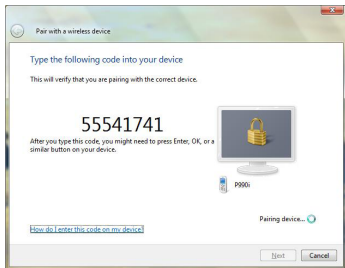 Pair with a wireless device
Type the following code into your device
This will verify that you are pairing with the correct device.
55541741
After you type this code, you might need to press Enter, OK, or a
similar button on your device.
P990i
Pairing device...
How do I enter this code on my device?
Next
Cancel